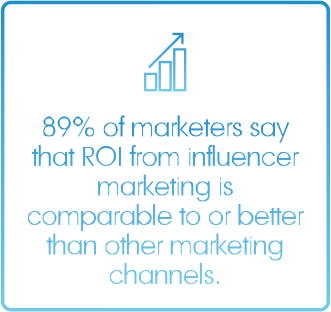 89% of marketers say
that ROI from influencer
marketing is
comparable to or better
than other marketing
channels.